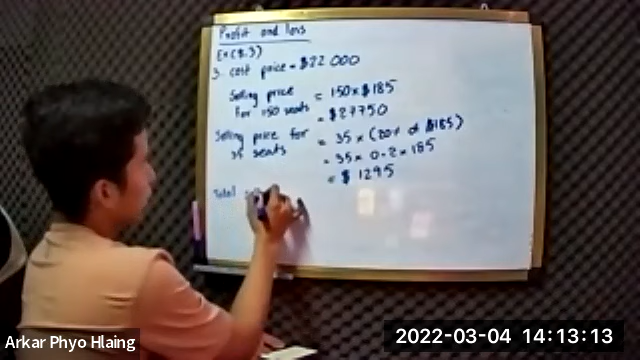 Profit and loss
Ex(8.3)
3. cost price = $22 000
Selling price for 150 seats = 150 x $185
= $27750
Selling price for 35 seats = 35 x (20% of $185)
= 35 x 0.2 x 185
= $ 1295
Total
Arkar Phyo Hlaing
2022-03-04 14:13:13